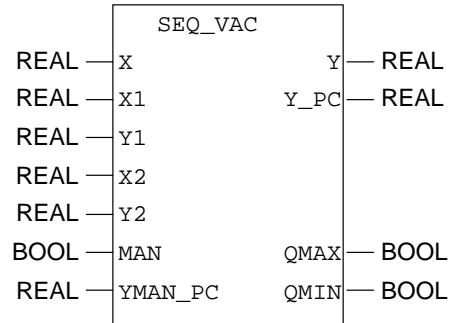 SEQ_VAC
REAL X Y REAL
REAL X1 Y_PC REAL
REAL Y1
REAL X2
REAL Y2
BOOL MAN QMAX BOOL
REAL YMAN_PC QMIN BOOL